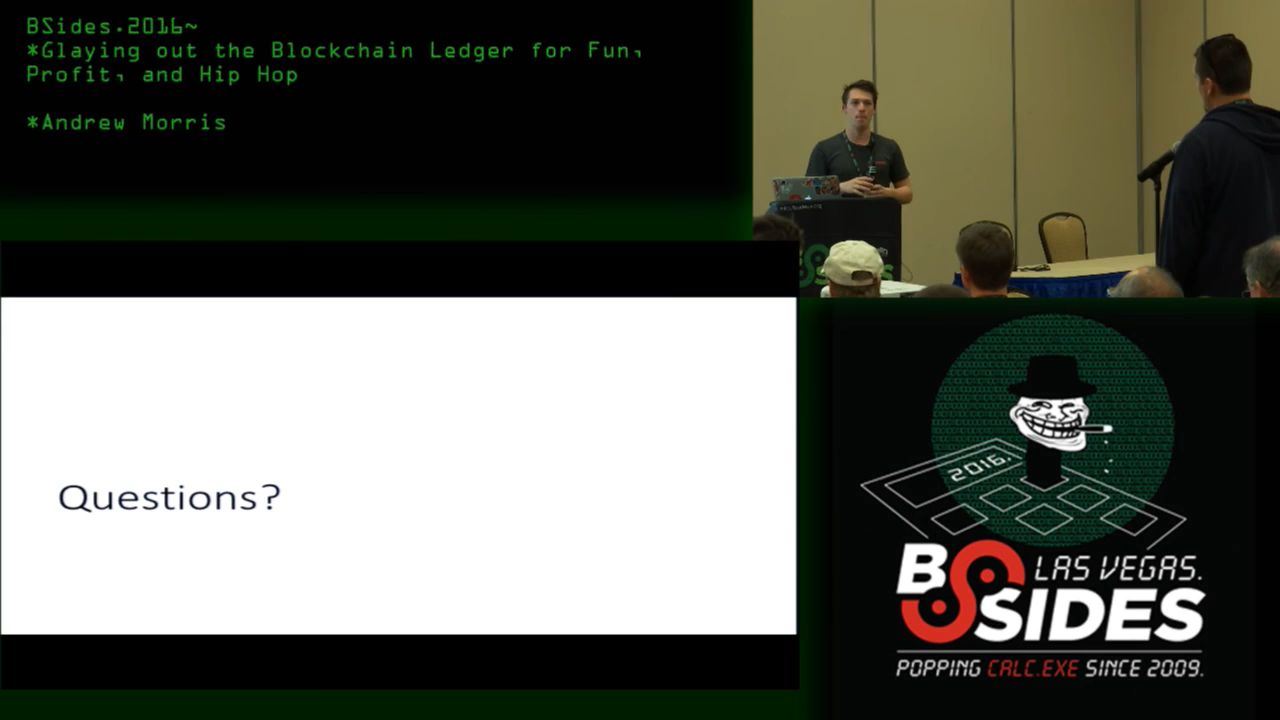 BSides.2016~
*Glaying out the Blockchain Ledger for Fun,
Profit, and Hip Hop
*Andrew Morris
Questions?
2016.
BSIDES
LAS VEGAS.
POPPING CALC.EXE SINCE 2009.